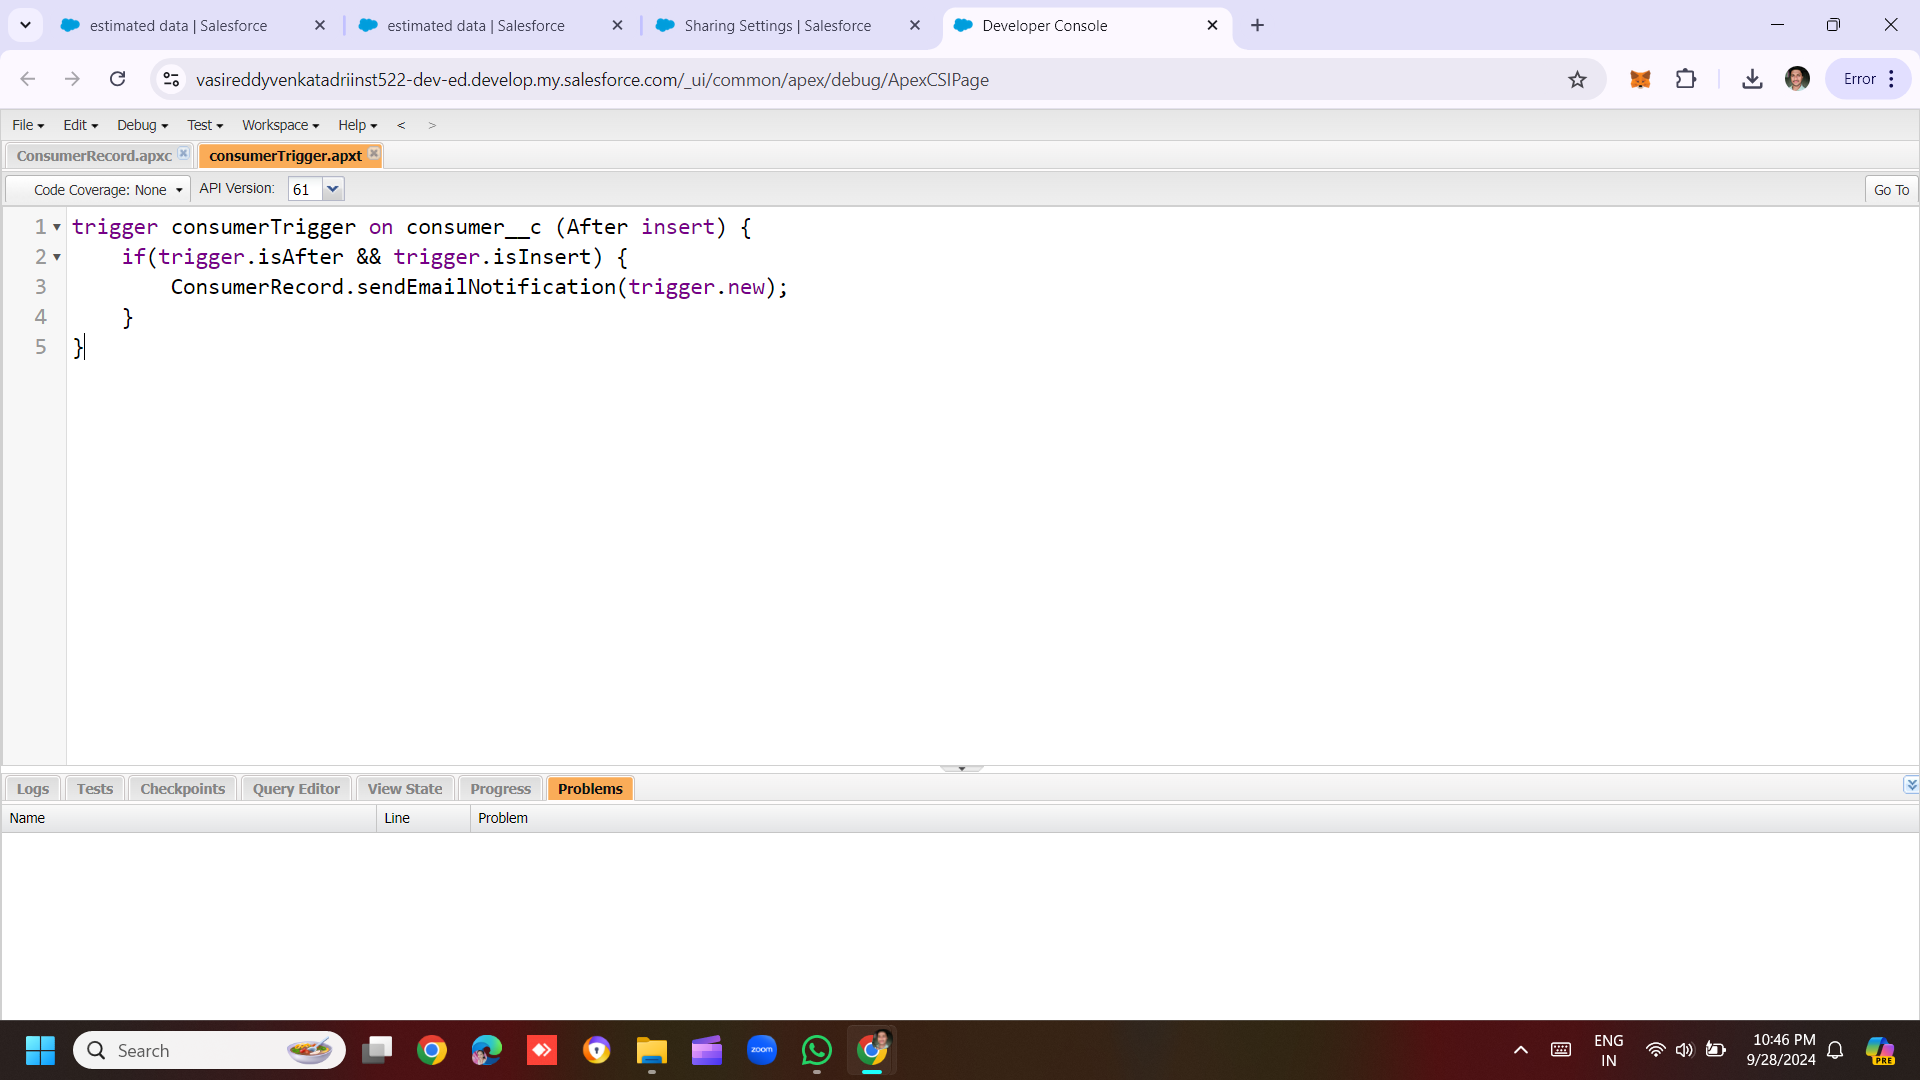 estimated data | Salesforce
estimated data | Salesforce
Sharing Settings | Salesforce
Developer Console
vasireddyvenkatadriinst522-dev-ed.develop.my.salesforce.com/_ui/common/apex/debug/ApexCSIPage
Error
File Edit Debug Test Workspace Help < >
ConsumerRecord.apxc consumerTrigger.apxt
Code Coverage: None API Version: 61 Go To
1 trigger consumerTrigger on consumer__c (After insert) {
2 if(trigger.isAfter && trigger.isInsert) {
3 ConsumerRecord.sendEmailNotification(trigger.new);
4 }
5 }
Logs Tests Checkpoints Query Editor View State Progress Problems
Name Line Problem
Search
zoom
ENG
IN
10:46 PM
9/28/2024
PRE